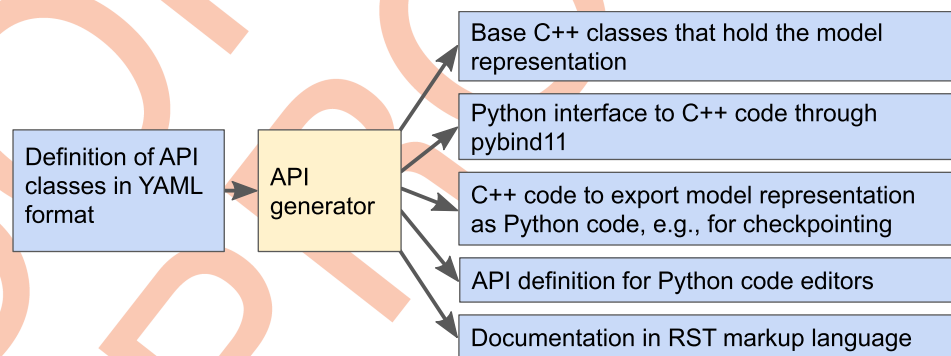 Definition of API
classes in YAML
format
API
generator
Base C++ classes that hold the model
representation
Python interface to C++ code through
pybind11
C++ code to export model representation
as Python code, e.g., for checkpointing
API definition for Python code editors
Documentation in RST markup language